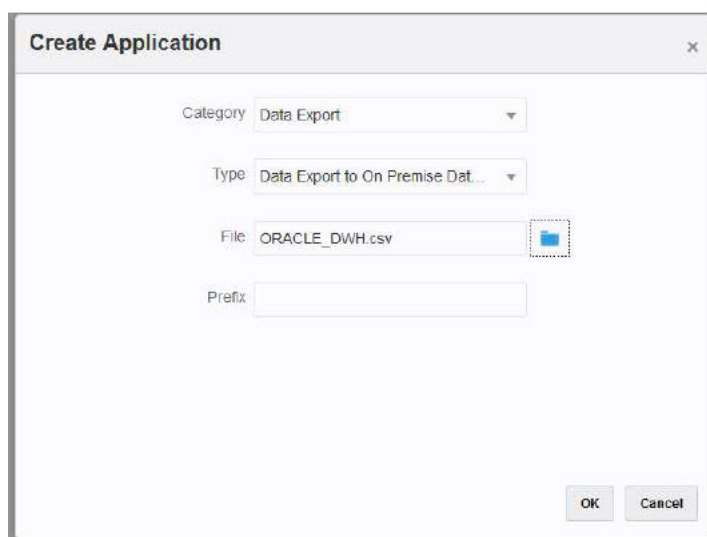 Create Application
×
Category Data Export
Type Data Export to On Premise Dat...
File ORACLE_DWH.csv
Prefix
OK Cancel